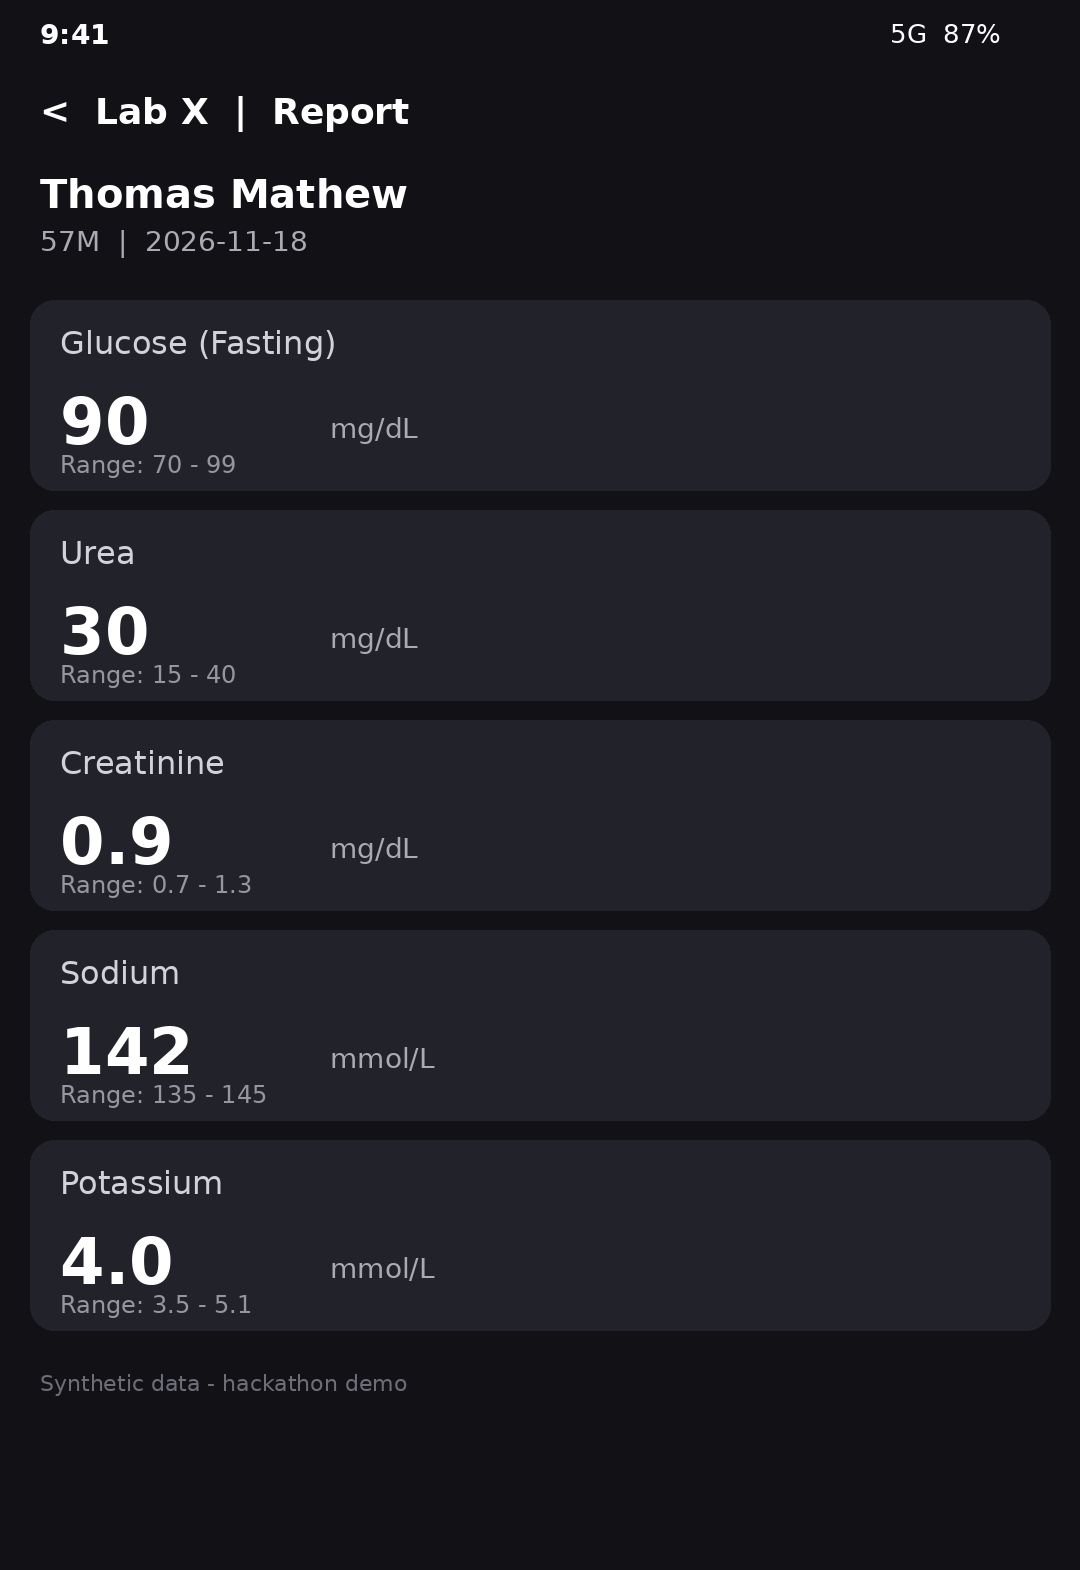 9:41 5G 87%
< Lab X | Report
Thomas Mathew
57M | 2026-11-18
Glucose (Fasting)
90 mg/dL
Range: 70 - 99
Urea
30 mg/dL
Range: 15 - 40
Creatinine
0.9 mg/dL
Range: 0.7 - 1.3
Sodium
142 mmol/L
Range: 135 - 145
Potassium
4.0 mmol/L
Range: 3.5 - 5.1
Synthetic data - hackathon demo